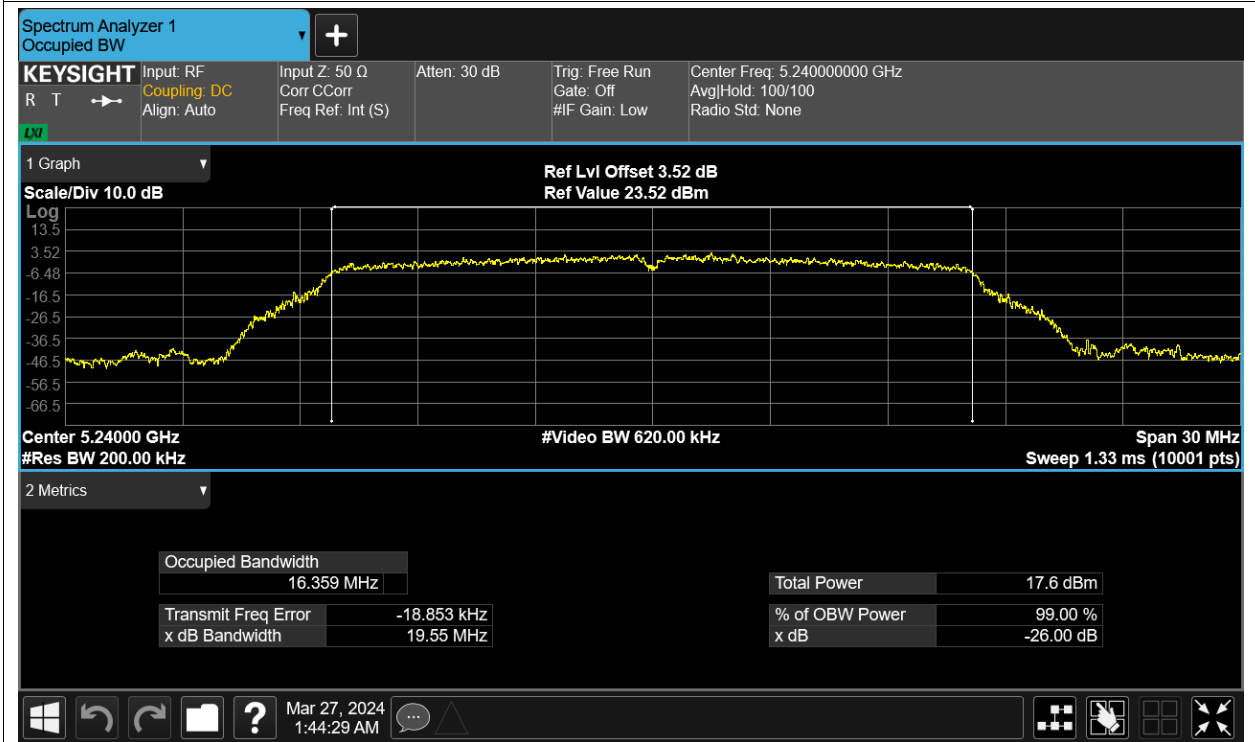 Spectrum Analyzer 1
Occupied BW
KEYSIGHT
R T
LXI
Input: RF
Coupling: DC
Align: Auto
Input Z: 50 Ω
Corr CCorr
Freq Ref: Int (S)
Atten: 30 dB
Trig: Free Run
Gate: Off
#IF Gain: Low
Center Freq: 5.240000000 GHz
Avg|Hold: 100/100
Radio Std: None
1 Graph
Scale/Div 10.0 dB
Ref Lvl Offset 3.52 dB
Ref Value 23.52 dBm
Log
13.5
3.52
-6.48
-16.5
-26.5
-36.5
-46.5
-56.5
-66.5
Center 5.24000 GHz
#Video BW 620.00 kHz
Span 30 MHz
#Res BW 200.00 kHz
Sweep 1.33 ms (10001 pts)
2 Metrics
Occupied Bandwidth
16.359 MHz
Total Power 17.6 dBm
Transmit Freq Error -18.853 kHz
% of OBW Power 99.00 %
x dB Bandwidth 19.55 MHz
x dB -26.00 dB
?
Mar 27, 2024
1:44:29 AM